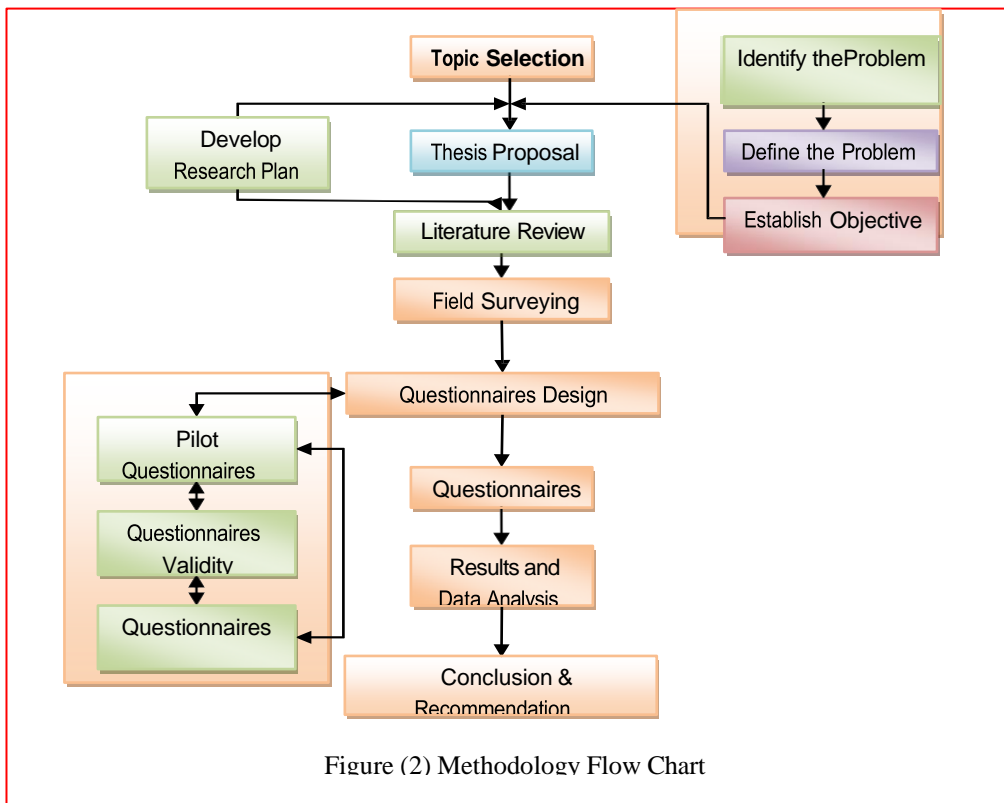 Topic Selection
Identify theProblem
Develop
Research Plan
Thesis Proposal
Define the Problem
Literature Review
Establish Objective
Field Surveying
Questionnaires Design
Pilot
Questionnaires
Questionnaires
Questionnaires
Validity
Results and
Data Analysis
Questionnaires
Conclusion &
Recommendation
Figure (2) Methodology Flow Chart